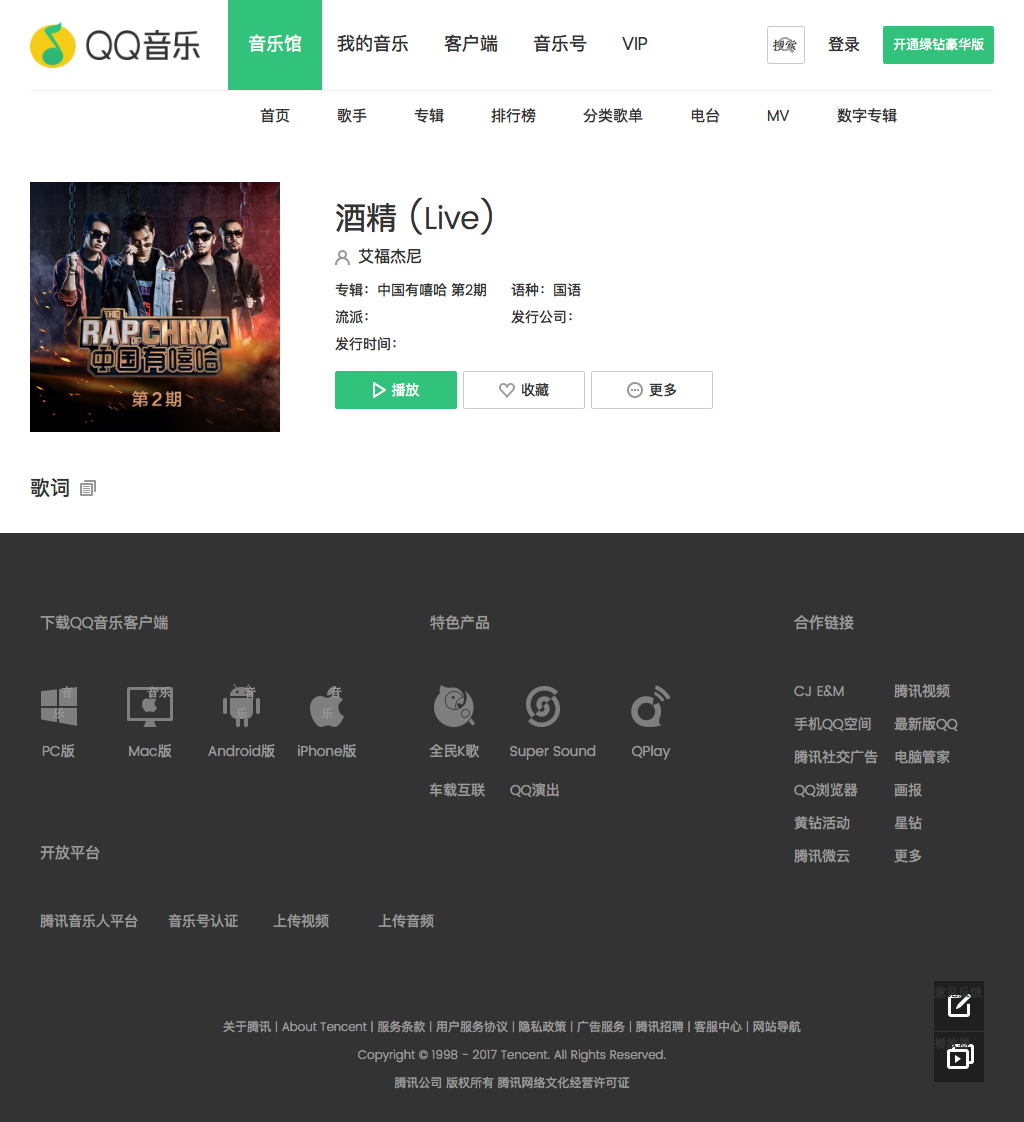 QQ音乐
音乐馆 我的音乐 客户端 音乐号 VIP
搜索 登录 开通绿钻豪华版
首页 歌手 专辑 排行榜 分类歌单 电台 MV 数字专辑
THE
RAP OF CHINA
中国有嘻哈
第2期
酒精 (Live)
艾福杰尼
专辑：中国有嘻哈 第2期 语种：国语
流派： 发行公司：
发行时间：
播放 收藏 更多
歌词
下载QQ音乐客户端
音乐 音乐 音乐 音乐
PC版 Mac版 Android版 iPhone版
特色产品
全民K歌 Super Sound QPlay
车载互联 QQ演出
合作链接
CJ E&M 腾讯视频
手机QQ空间 最新版QQ
腾讯社交广告 电脑管家
QQ浏览器 画报
黄钻活动 星钻
腾讯微云 更多
开放平台
腾讯音乐人平台 音乐号认证 上传视频 上传音频
意见反馈
关于腾讯 | About Tencent | 服务条款 | 用户服务协议 | 隐私政策 | 广告服务 | 腾讯招聘 | 客服中心 | 网站导航
Copyright © 1998 - 2017 Tencent. All Rights Reserved.
腾讯公司 版权所有 腾讯网络文化经营许可证